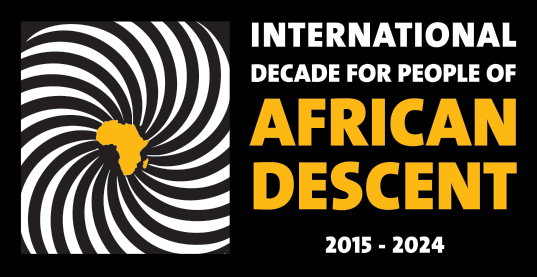 INTERNATIONAL
DECADE FOR PEOPLE OF
AFRICAN
DESCENT
2015 - 2024